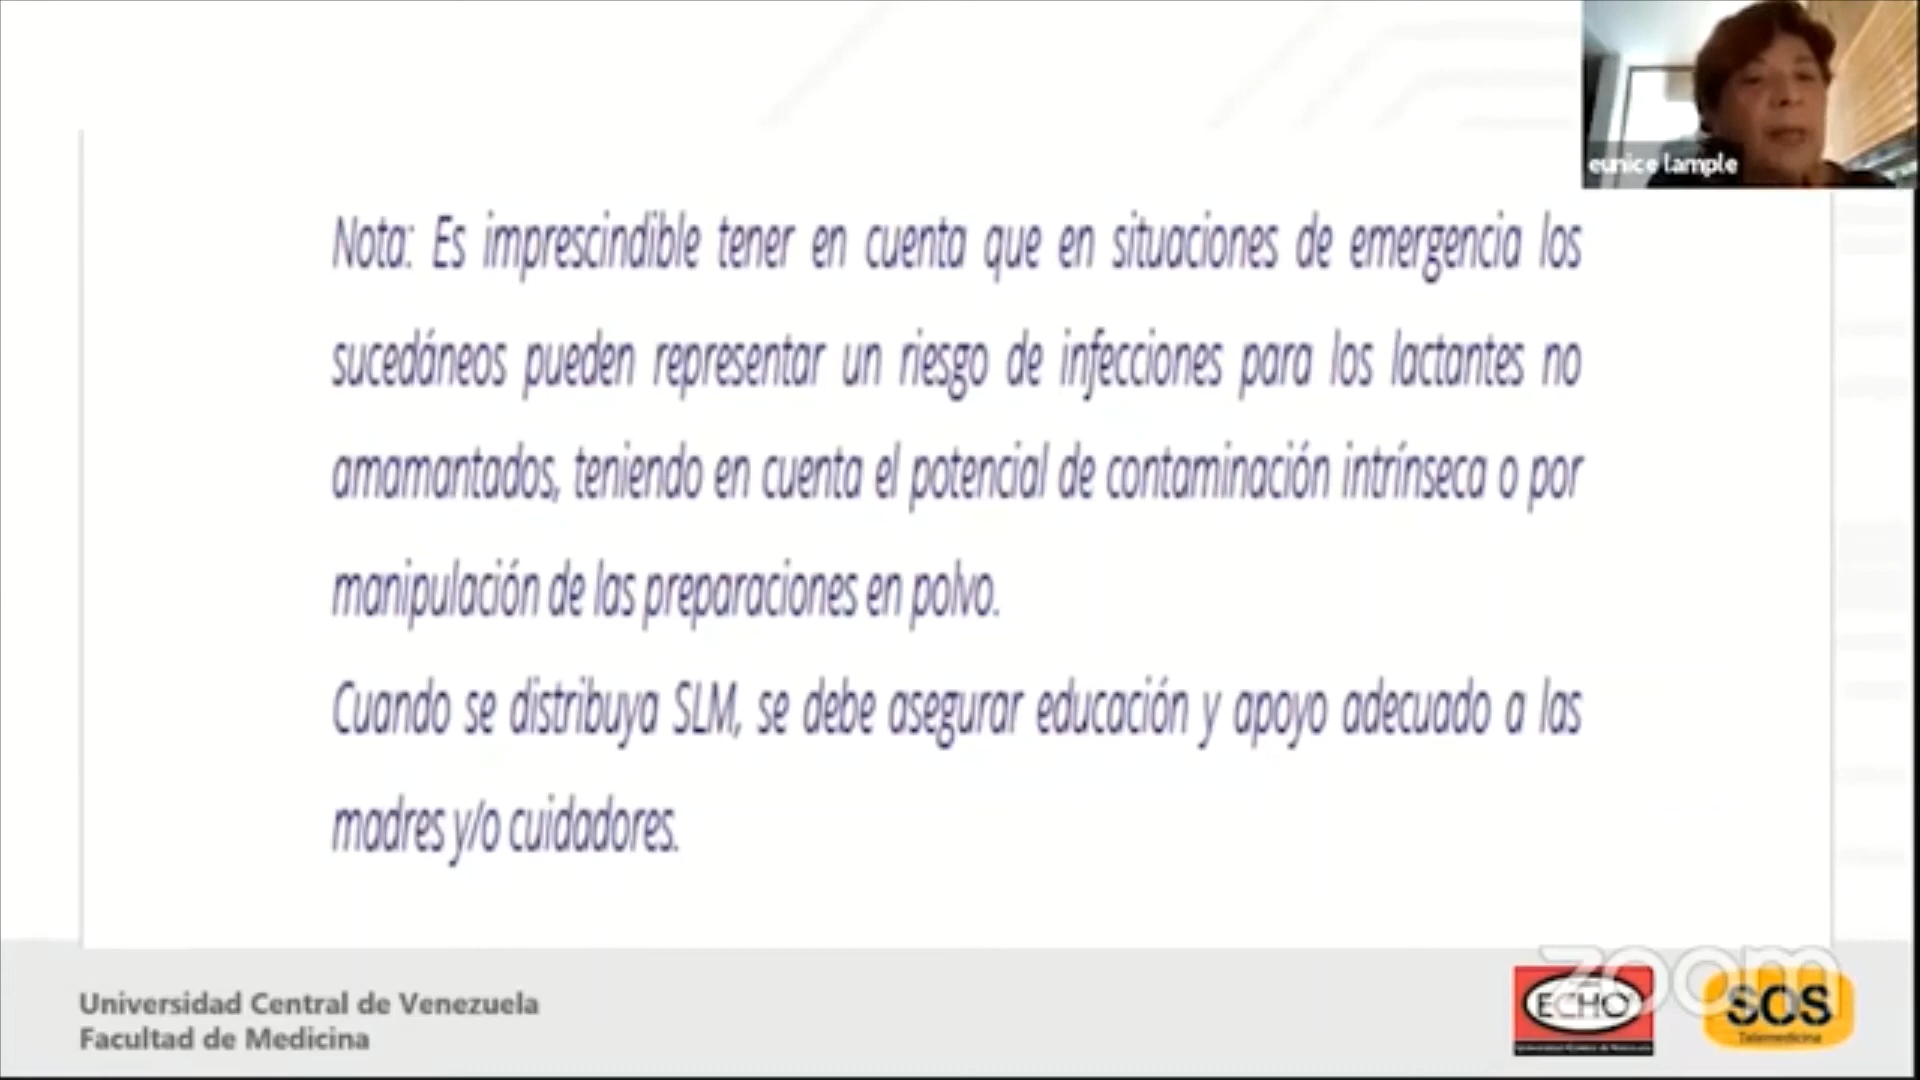 eunice lample
Nota: Es imprescindible tener en cuenta que en situaciones de emergencia los
sucedáneos pueden representar un riesgo de infecciones para los lactantes no
amamantados, teniendo en cuenta el potencial de contaminación intrínseca o por
manipulación de las preparaciones en polvo.
Cuando se distribuya SLM, se debe asegurar educación y apoyo adecuado a las
madres y/o cuidadores.
Universidad Central de Venezuela
Facultad de Medicina
ECHO
zoom
SOS
Telemedicina